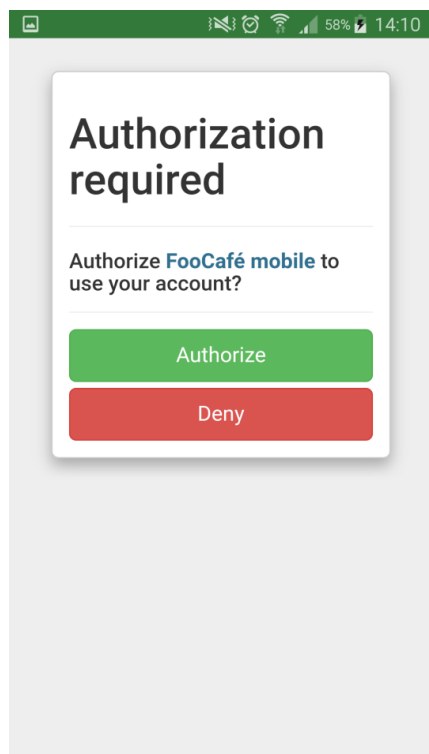 58% 14:10
Authorization
required
Authorize FooCafé mobile to
use your account?
Authorize
Deny